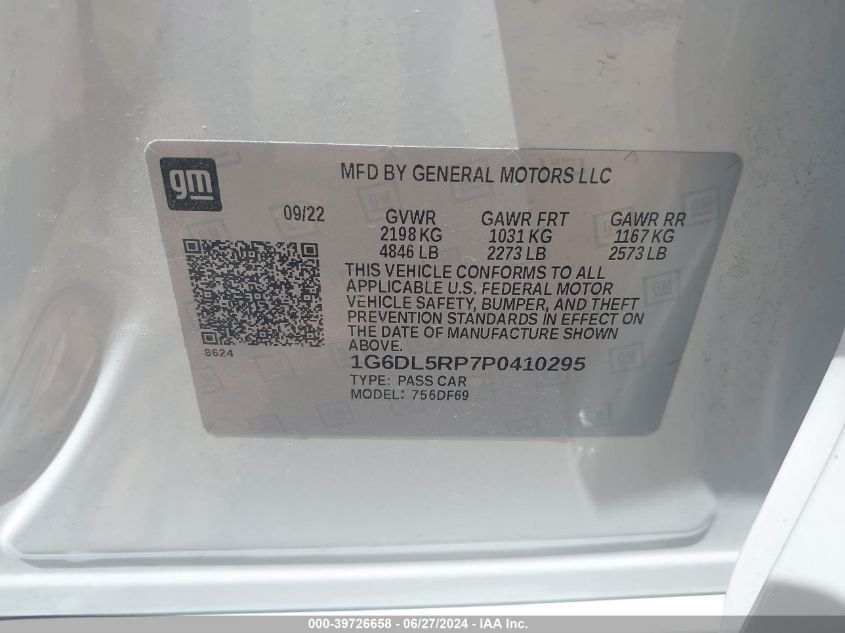 gm
MFD BY GENERAL MOTORS LLC
09/22 GVWR GAWR FRT GAWR RR
2198 KG 1031 KG 1167 KG
4846 LB 2273 LB 2573 LB
THIS VEHICLE CONFORMS TO ALL
APPLICABLE U.S. FEDERAL MOTOR
VEHICLE SAFETY, BUMPER, AND THEFT
PREVENTION STANDARDS IN EFFECT ON
THE DATE OF MANUFACTURE SHOWN
ABOVE.
8624
1G6DL5RP7P0410295
TYPE: PASS CAR
MODEL: 756DF69
000-39726658 - 06/27/2024 - IAAI.COM